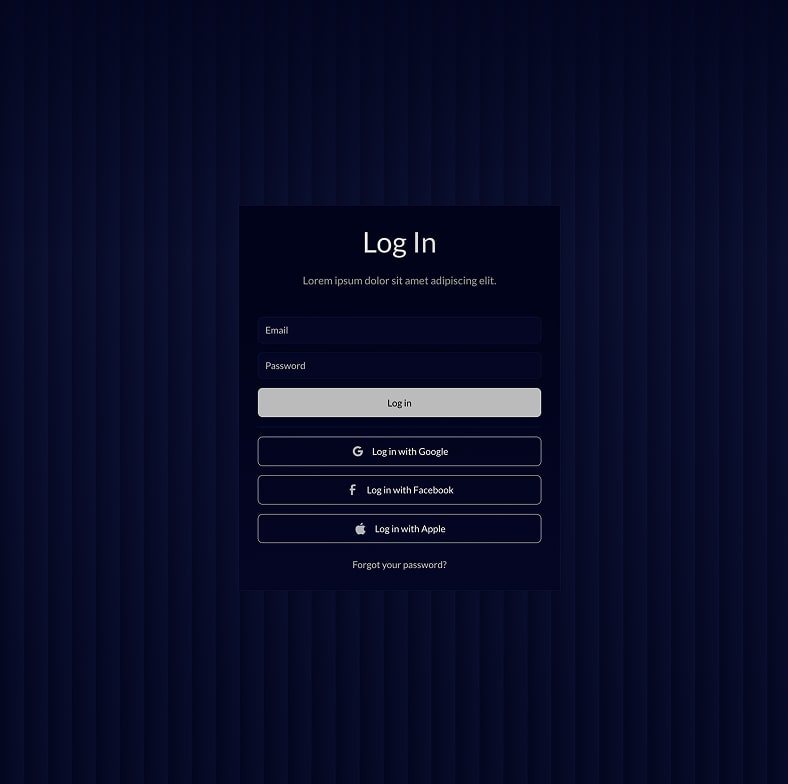 Log In
Lorem ipsum dolor sit amet adipiscing elit.
Email
Password
Log in
Log in with Google
Log in with Facebook
Log in with Apple
Forgot your password?